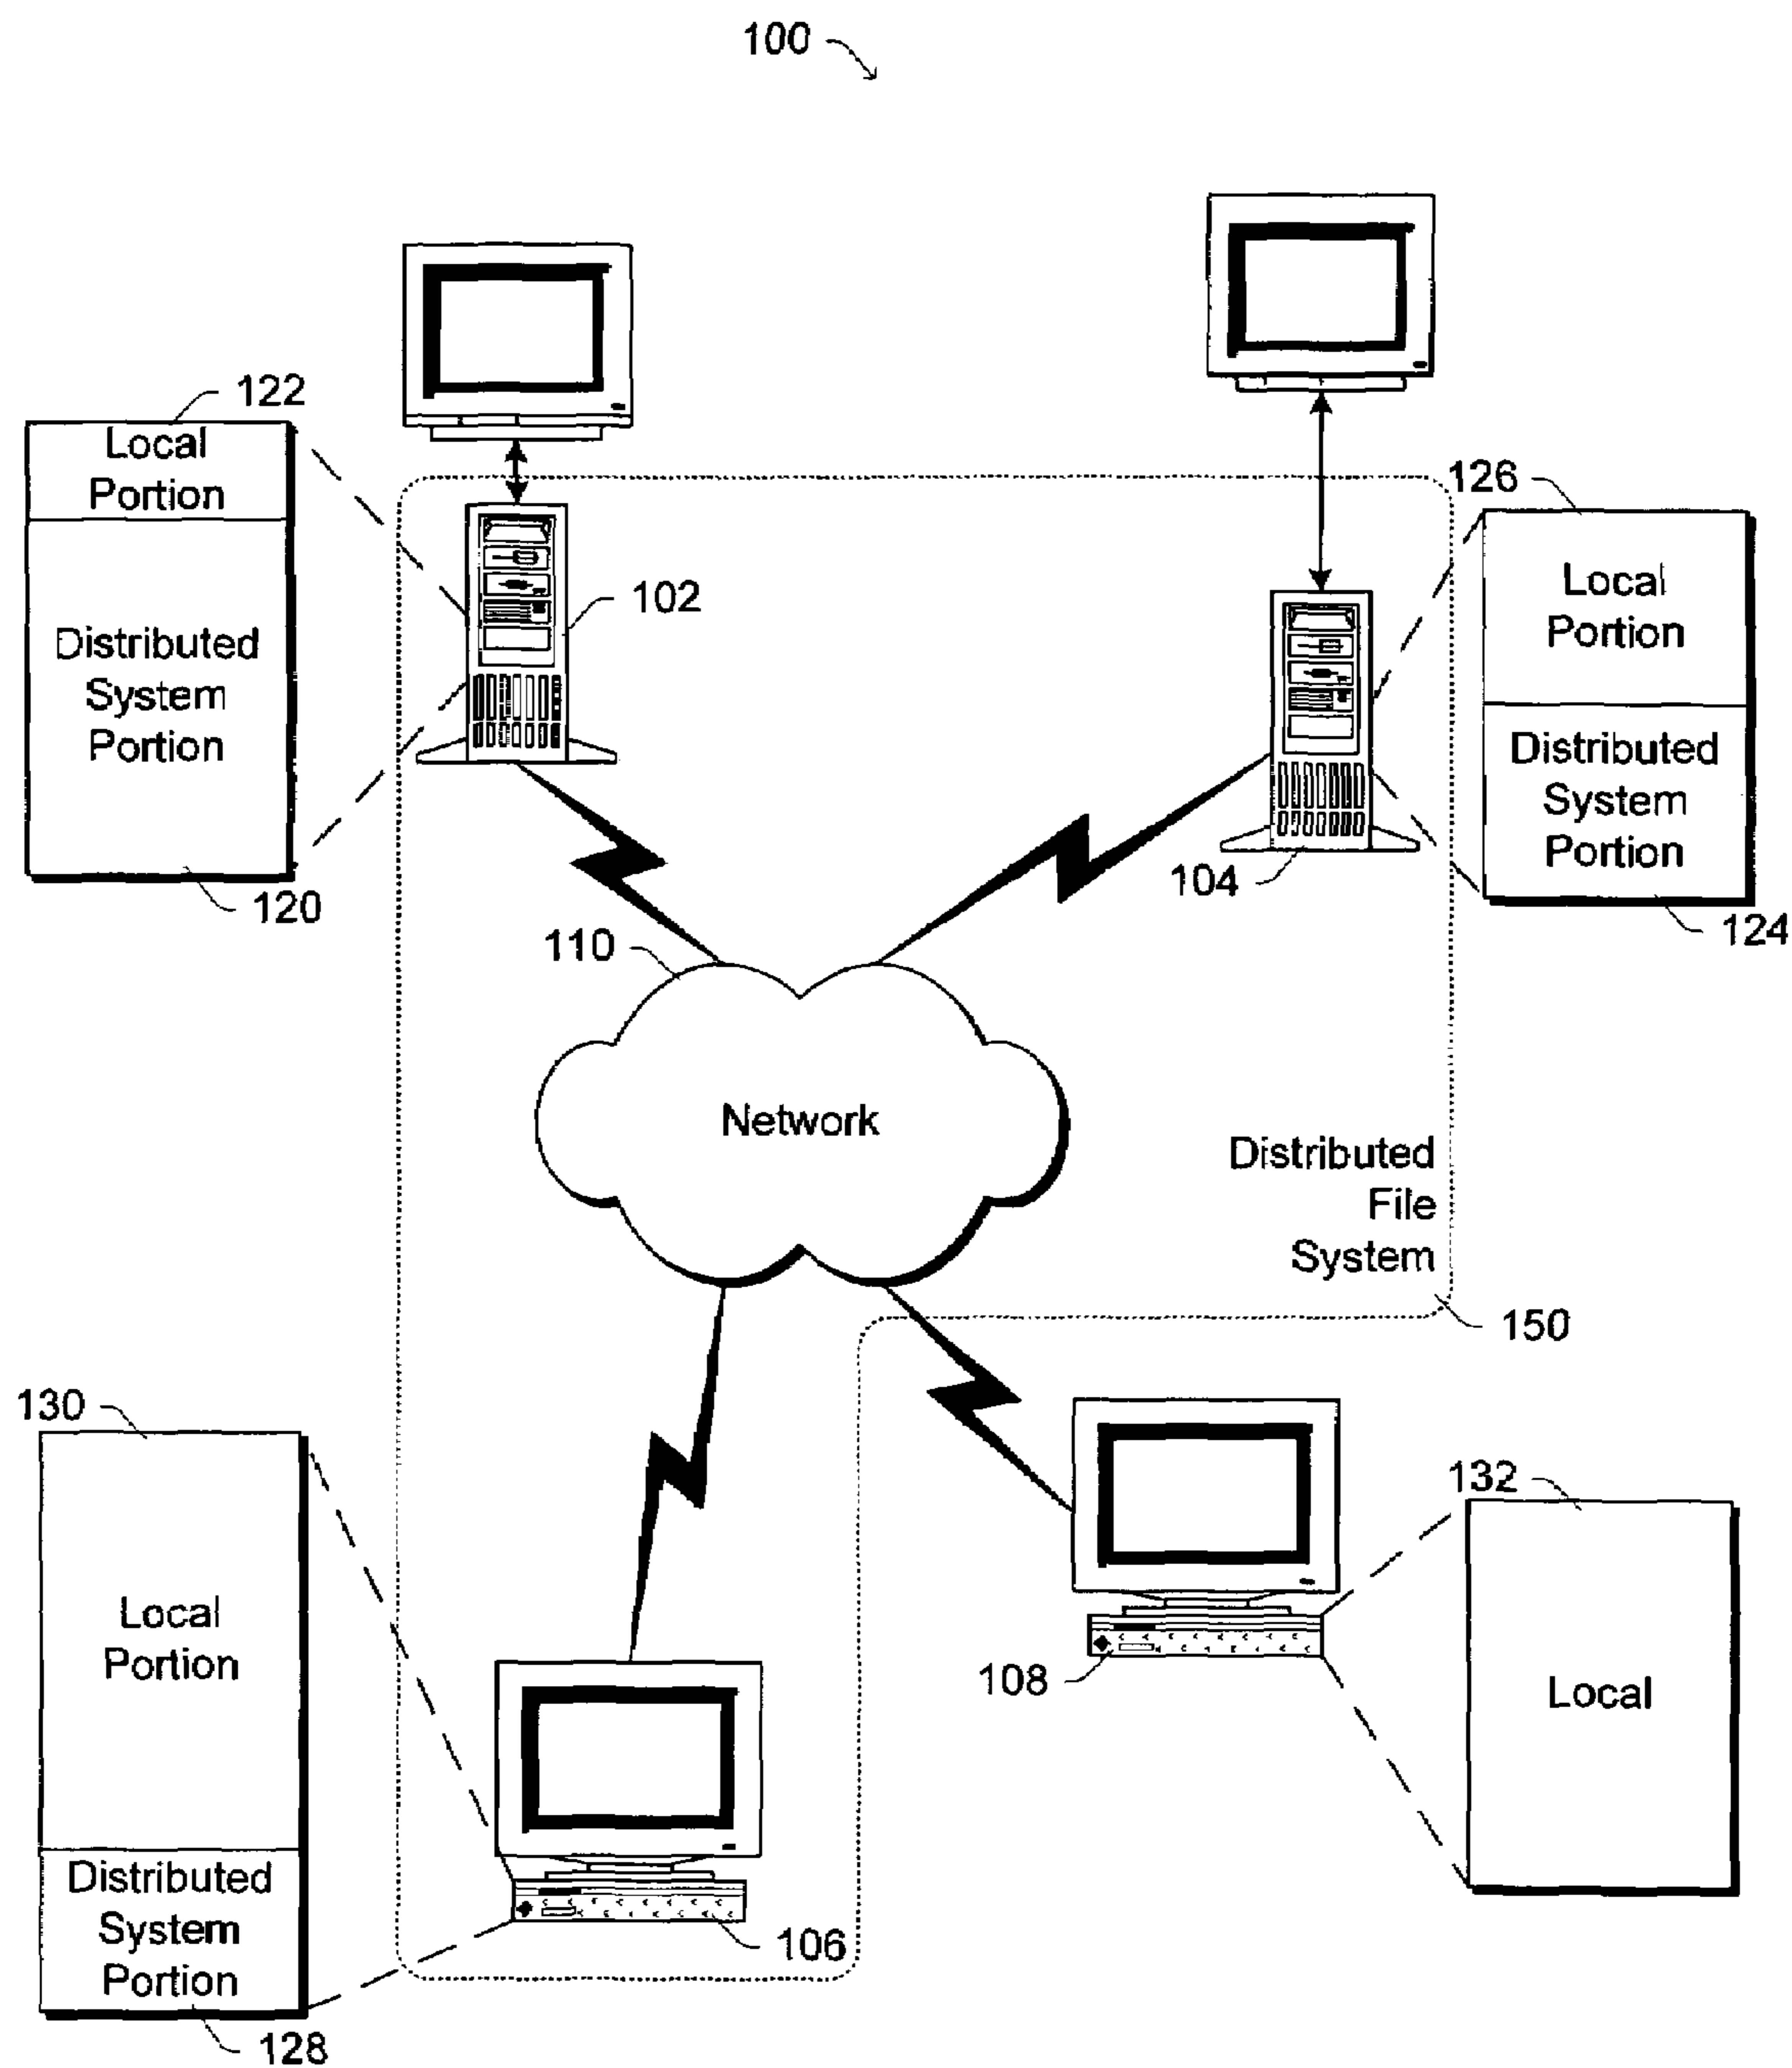 100
122
Local
Portion
Distributed
System
Portion
120
102
126
Local
Portion
Distributed
System
Portion
104
124
110
Network
Distributed
File
System
150
130
Local
Portion
Distributed
System
Portion
128
106
108
132
Local